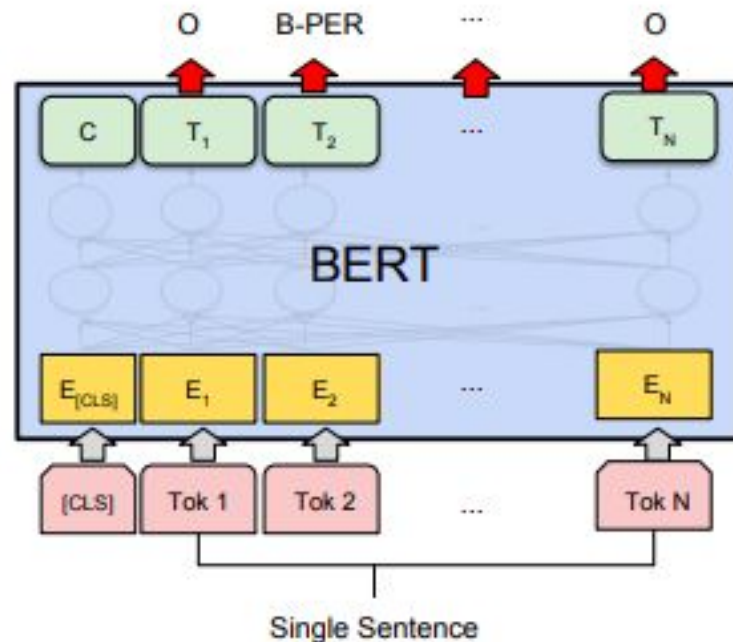 O B-PER ... O
C T1 T2 ... TN
BERT
...
E[CLS] E1 E2 ... EN
[CLS] Tok 1 Tok 2 ... Tok N
Single Sentence